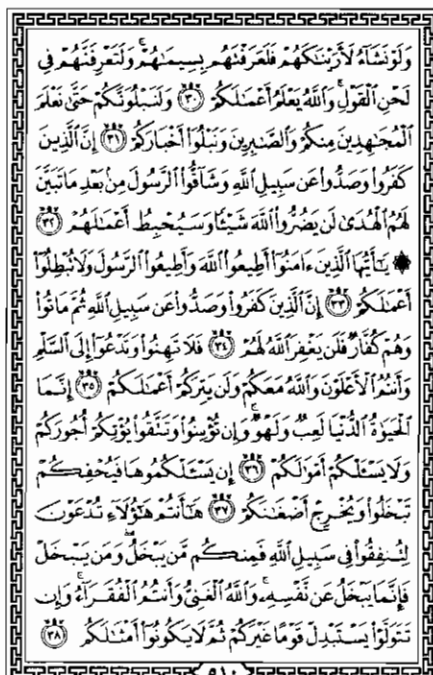 وَلَوْ نَشَآءُ لَأَرَيْنَٰكَهُمْ فَلَعَرَفْتَهُم بِسِيمَٰهُمْ ۚ وَلَتَعْرِفَنَّهُمْ فِى
لَحْنِ ٱلْقَوْلِ ۚ وَٱللَّهُ يَعْلَمُ أَعْمَٰلَكُمْ ٣٠ وَلَنَبْلُوَنَّكُمْ حَتَّىٰ نَعْلَمَ
ٱلْمُجَٰهِدِينَ مِنكُمْ وَٱلصَّٰبِرِينَ وَنَبْلُوَا۟ أَخْبَارَكُمْ ٣١ إِنَّ ٱلَّذِينَ
كَفَرُوا۟ وَصَدُّوا۟ عَن سَبِيلِ ٱللَّهِ وَشَآقُّوا۟ ٱلرَّسُولَ مِنۢ بَعْدِ مَا تَبَيَّنَ
لَهُمُ ٱلْهُدَىٰ لَن يَضُرُّوا۟ ٱللَّهَ شَيْـًٔا وَسَيُحْبِطُ أَعْمَٰلَهُمْ ٣٢
۞ يَٰٓأَيُّهَا ٱلَّذِينَ ءَامَنُوٓا۟ أَطِيعُوا۟ ٱللَّهَ وَأَطِيعُوا۟ ٱلرَّسُولَ وَلَا تُبْطِلُوٓا۟
أَعْمَٰلَكُمْ ٣٣ إِنَّ ٱلَّذِينَ كَفَرُوا۟ وَصَدُّوا۟ عَن سَبِيلِ ٱللَّهِ ثُمَّ مَاتُوا۟
وَهُمْ كُفَّارٌ فَلَن يَغْفِرَ ٱللَّهُ لَهُمْ ٣٤ فَلَا تَهِنُوا۟ وَتَدْعُوٓا۟ إِلَى ٱلسَّلْمِ
وَأَنتُمُ ٱلْأَعْلَوْنَ وَٱللَّهُ مَعَكُمْ وَلَن يَتِرَكُمْ أَعْمَٰلَكُمْ ٣٥ إِنَّمَا
ٱلْحَيَوٰةُ ٱلدُّنْيَا لَعِبٌ وَلَهْوٌ ۚ وَإِن تُؤْمِنُوا۟ وَتَتَّقُوا۟ يُؤْتِكُمْ أُجُورَكُمْ
وَلَا يَسْـَٔلْكُمْ أَمْوَٰلَكُمْ ٣٦ إِن يَسْـَٔلْكُمُوهَا فَيُحْفِكُمْ
تَبْخَلُوا۟ وَيُخْرِجْ أَضْغَٰنَكُمْ ٣٧ هَٰٓأَنتُمْ هَٰٓؤُلَآءِ تُدْعَوْنَ
لِتُنفِقُوا۟ فِى سَبِيلِ ٱللَّهِ فَمِنكُم مَّن يَبْخَلُ ۖ وَمَن يَبْخَلْ
فَإِنَّمَا يَبْخَلُ عَن نَّفْسِهِۦ ۚ وَٱللَّهُ ٱلْغَنِىُّ وَأَنتُمُ ٱلْفُقَرَآءُ ۚ وَإِن
تَتَوَلَّوْا۟ يَسْتَبْدِلْ قَوْمًا غَيْرَكُمْ ثُمَّ لَا يَكُونُوٓا۟ أَمْثَٰلَكُم ٣٨
٥١٠